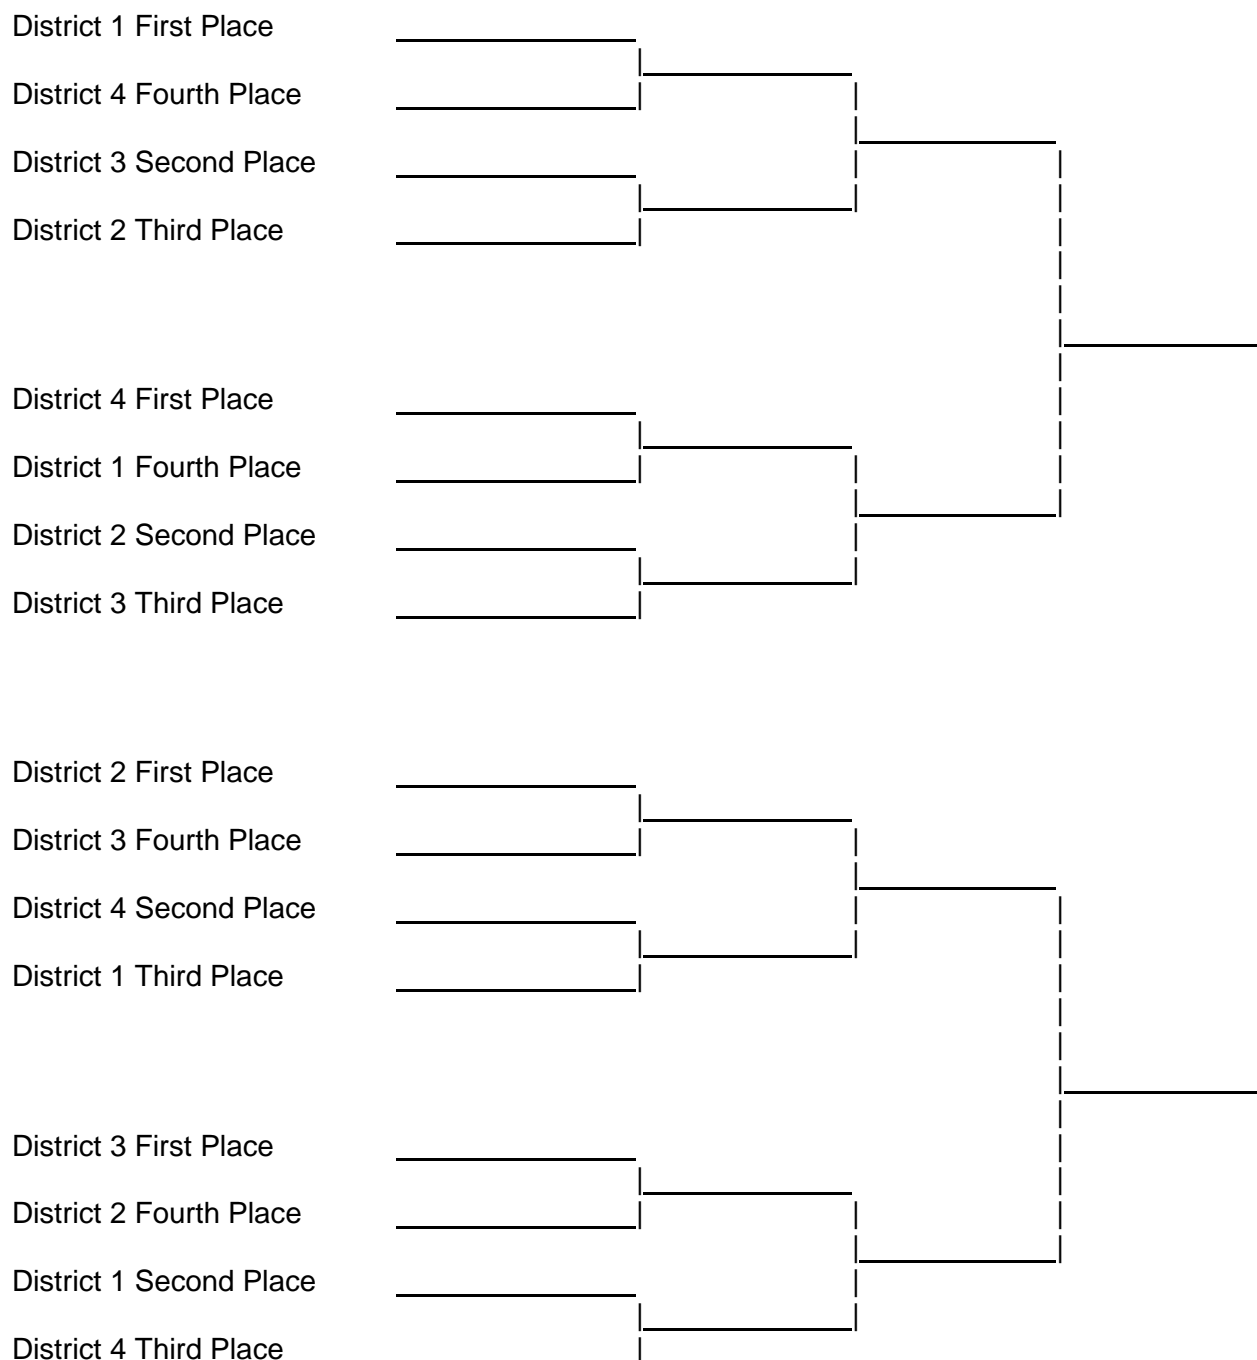 District 1 First Place
District 4 Fourth Place
District 3 Second Place
District 2 Third Place
District 4 First Place
District 1 Fourth Place
District 2 Second Place
District 3 Third Place
District 2 First Place
District 3 Fourth Place
District 4 Second Place
District 1 Third Place
District 3 First Place
District 2 Fourth Place
District 1 Second Place
District 4 Third Place